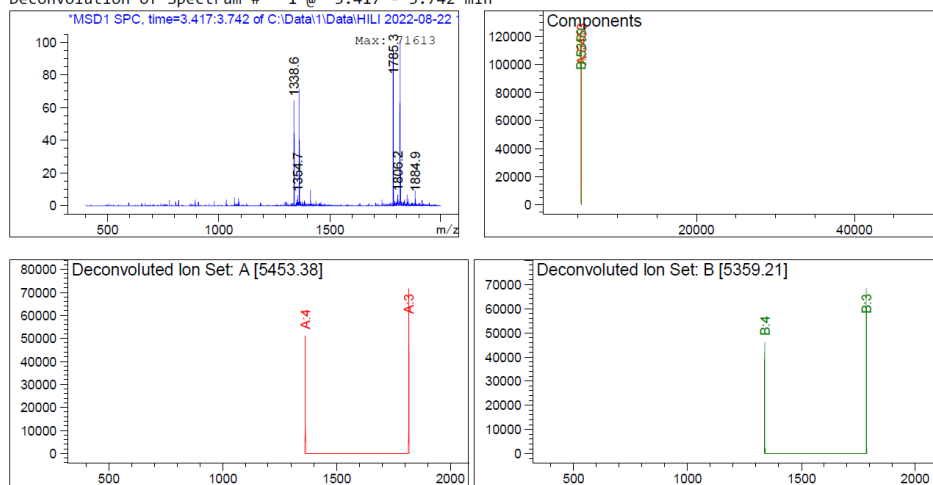 Deconvolution of Spectrum # 1 @ 3.417 - 3.742 min
*MSD1 SPC, time=3.417:3.742 of C:\Data\1\Data\HILI 2022-08-22
Max: 71613
100
80
60
40
20
0
1338.6
1354.7
1785.3
1806.2
1884.9
500 1000 1500 m/z
Components
120000
100000
80000
60000
40000
20000
0
20000 40000
Deconvoluted Ion Set: A [5453.38]
80000
70000
60000
50000
40000
30000
20000
10000
0
A:4
A:3
500 1000 1500 2000
Deconvoluted Ion Set: B [5359.21]
70000
60000
50000
40000
30000
20000
10000
0
B:4
B:3
500 1000 1500 2000